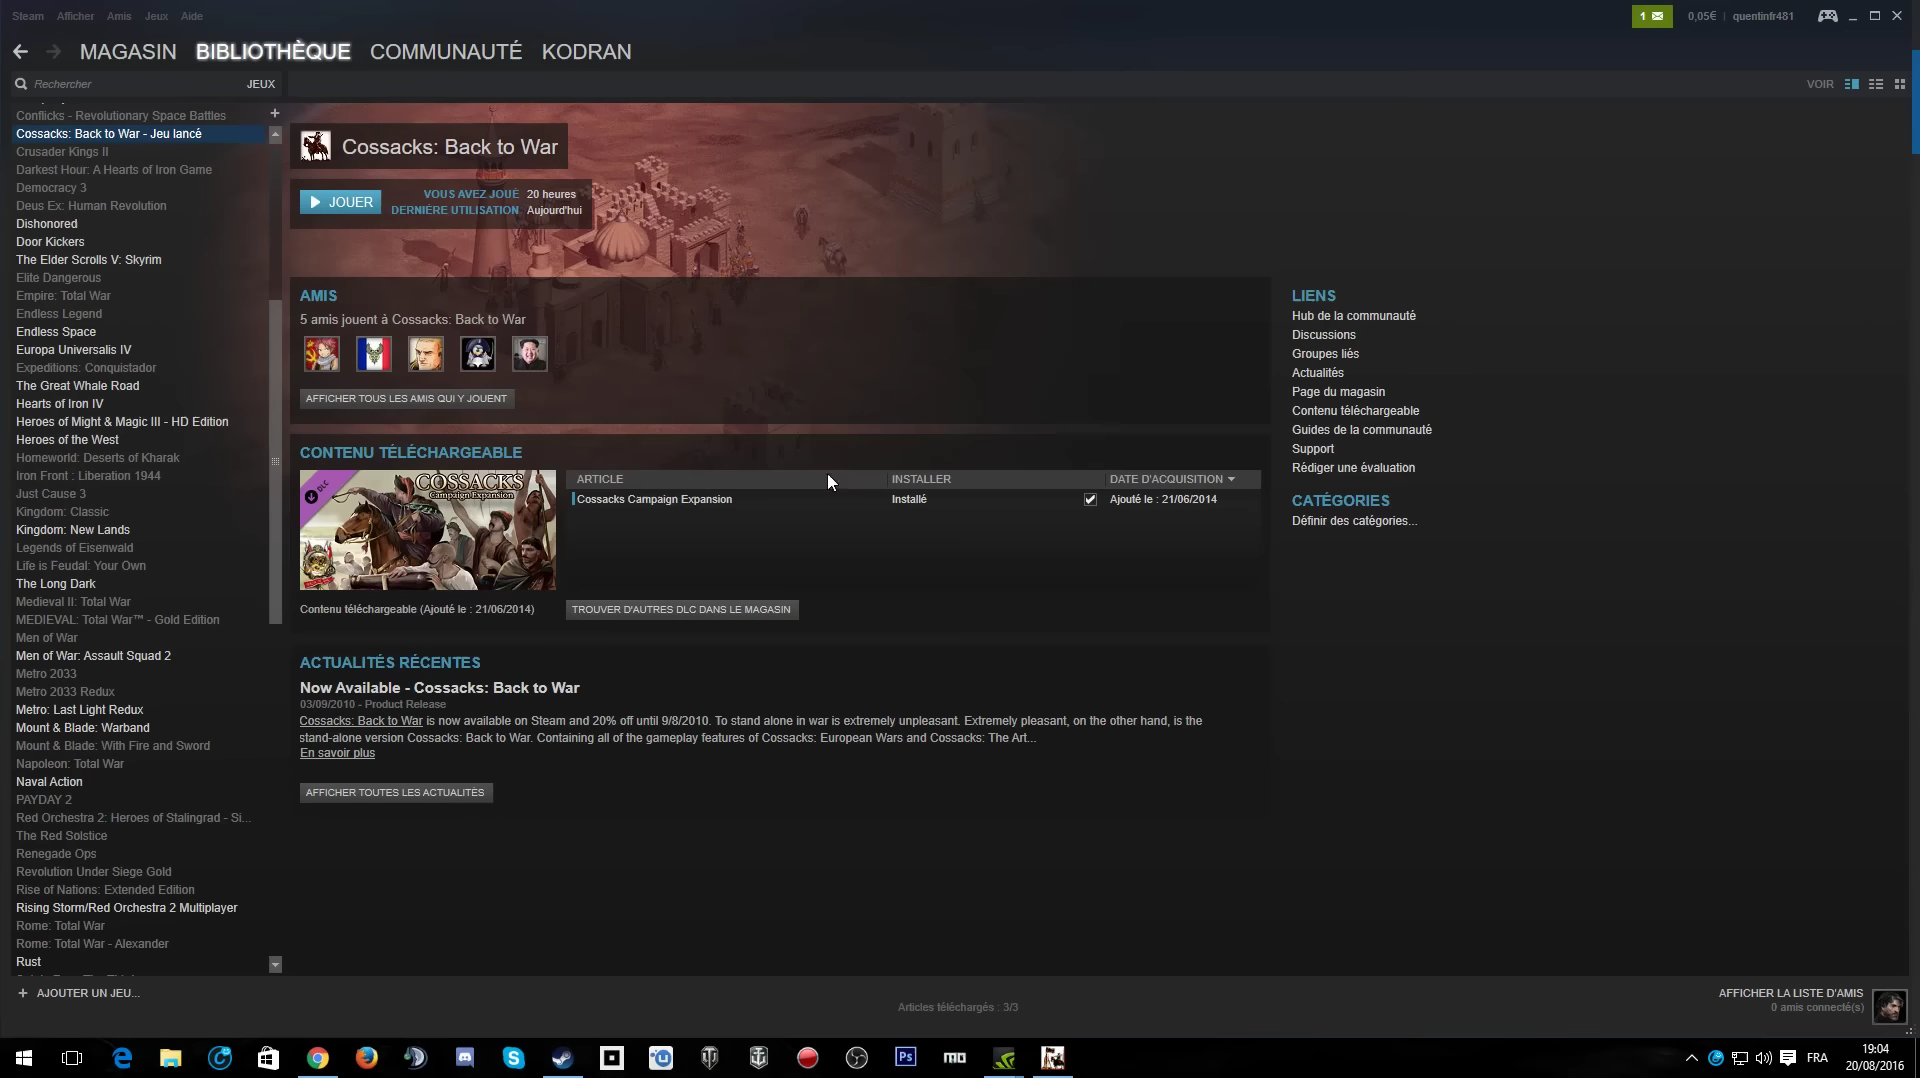 Steam Afficher Amis Jeux Aide
1 0,05€ | quentinfr481
MAGASIN BIBLIOTHÈQUE COMMUNAUTÉ KODRAN
Rechercher JEUX
VOIR
Conflicks - Revolutionary Space Battles
Cossacks: Back to War - Jeu lancé
Crusader Kings II
Darkest Hour: A Hearts of Iron Game
Democracy 3
Deus Ex: Human Revolution
Dishonored
Door Kickers
The Elder Scrolls V: Skyrim
Elite Dangerous
Empire: Total War
Endless Legend
Endless Space
Europa Universalis IV
Expeditions: Conquistador
The Great Whale Road
Hearts of Iron IV
Heroes of Might & Magic III - HD Edition
Heroes of the West
Homeworld: Deserts of Kharak
Iron Front : Liberation 1944
Just Cause 3
Kingdom: Classic
Kingdom: New Lands
Legends of Eisenwald
Life is Feudal: Your Own
The Long Dark
Medieval II: Total War
MEDIEVAL: Total War™ - Gold Edition
Men of War
Men of War: Assault Squad 2
Metro 2033
Metro 2033 Redux
Metro: Last Light Redux
Mount & Blade: Warband
Mount & Blade: With Fire and Sword
Napoleon: Total War
Naval Action
PAYDAY 2
Red Orchestra 2: Heroes of Stalingrad - Si...
The Red Solstice
Renegade Ops
Revolution Under Siege Gold
Rise of Nations: Extended Edition
Rising Storm/Red Orchestra 2 Multiplayer
Rome: Total War
Rome: Total War - Alexander
Rust
+ AJOUTER UN JEU...
Cossacks: Back to War
JOUER
VOUS AVEZ JOUÉ 20 heures
DERNIÈRE UTILISATION Aujourd'hui
AMIS
5 amis jouent à Cossacks: Back to War
AFFICHER TOUS LES AMIS QUI Y JOUENT
CONTENU TÉLÉCHARGEABLE
DLC
COSSACKS
Campaign Expansion
ARTICLE INSTALLER DATE D'ACQUISITION
Cossacks Campaign Expansion Installé Ajouté le : 21/06/2014
Contenu téléchargeable (Ajouté le : 21/06/2014)
TROUVER D'AUTRES DLC DANS LE MAGASIN
ACTUALITÉS RÉCENTES
Now Available - Cossacks: Back to War
03/09/2010 - Product Release
Cossacks: Back to War is now available on Steam and 20% off until 9/8/2010. To stand alone in war is extremely unpleasant. Extremely pleasant, on the other hand, is the
stand-alone version Cossacks: Back to War. Containing all of the gameplay features of Cossacks: European Wars and Cossacks: The Art...
En savoir plus
AFFICHER TOUTES LES ACTUALITÉS
LIENS
Hub de la communauté
Discussions
Groupes liés
Actualités
Page du magasin
Contenu téléchargeable
Guides de la communauté
Support
Rédiger une évaluation
CATÉGORIES
Définir des catégories...
Articles téléchargés : 3/3
AFFICHER LA LISTE D'AMIS
0 amis connecté(s)
Ps
FRA
19:04
20/08/2016